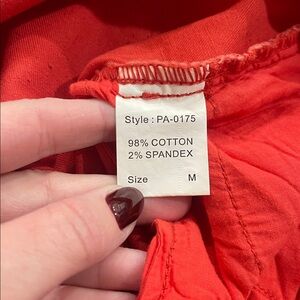 Style : PA-0175
98% COTTON
2% SPANDEX
Size M